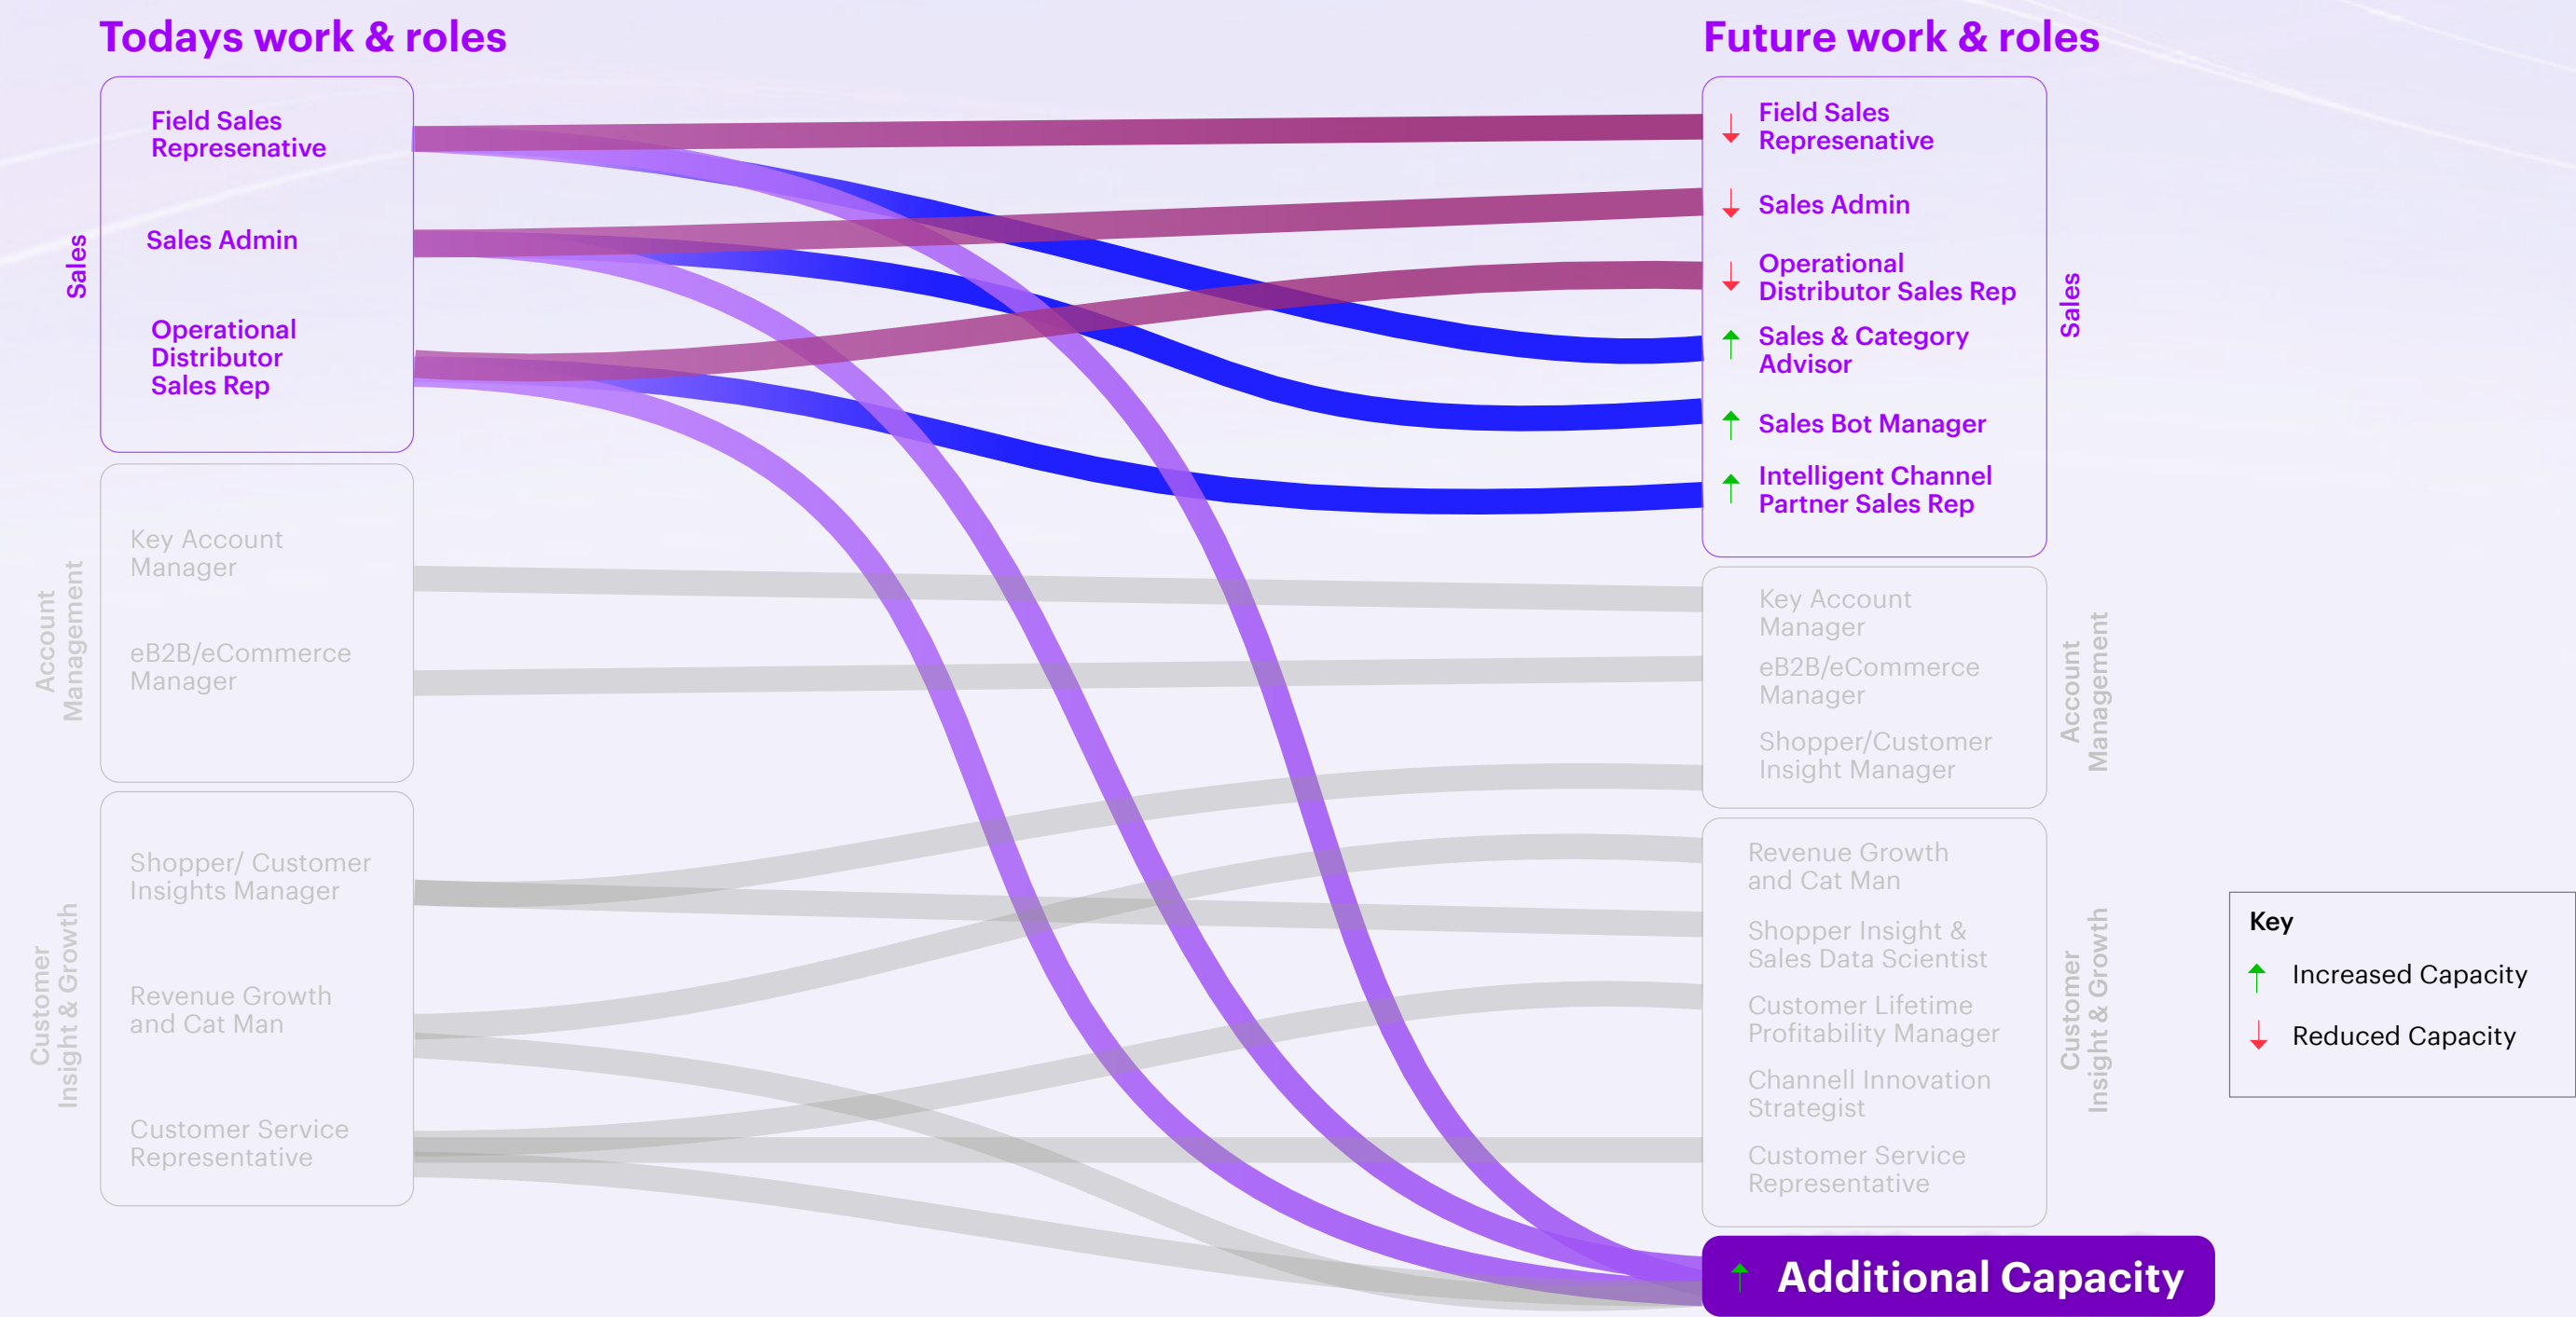 Todays work & roles
Sales
Field Sales
Represenative
Sales Admin
Operational
Distributor
Sales Rep
Account
Management
Key Account
Manager
eB2B/eCommerce
Manager
Customer
Insight & Growth
Shopper/ Customer
Insights Manager
Revenue Growth
and Cat Man
Customer Service
Representative
Future work & roles
Field Sales
Represenative
Sales Admin
Operational
Distributor Sales Rep
Sales & Category
Advisor
Sales Bot Manager
Intelligent Channel
Partner Sales Rep
Sales
Key Account
Manager
eB2B/eCommerce
Manager
Shopper/Customer
Insight Manager
Account
Management
Revenue Growth
and Cat Man
Shopper Insight &
Sales Data Scientist
Customer Lifetime
Profitability Manager
Channell Innovation
Strategist
Customer Service
Representative
Customer
Insight & Growth
Additional Capacity
Key
Increased Capacity
Reduced Capacity